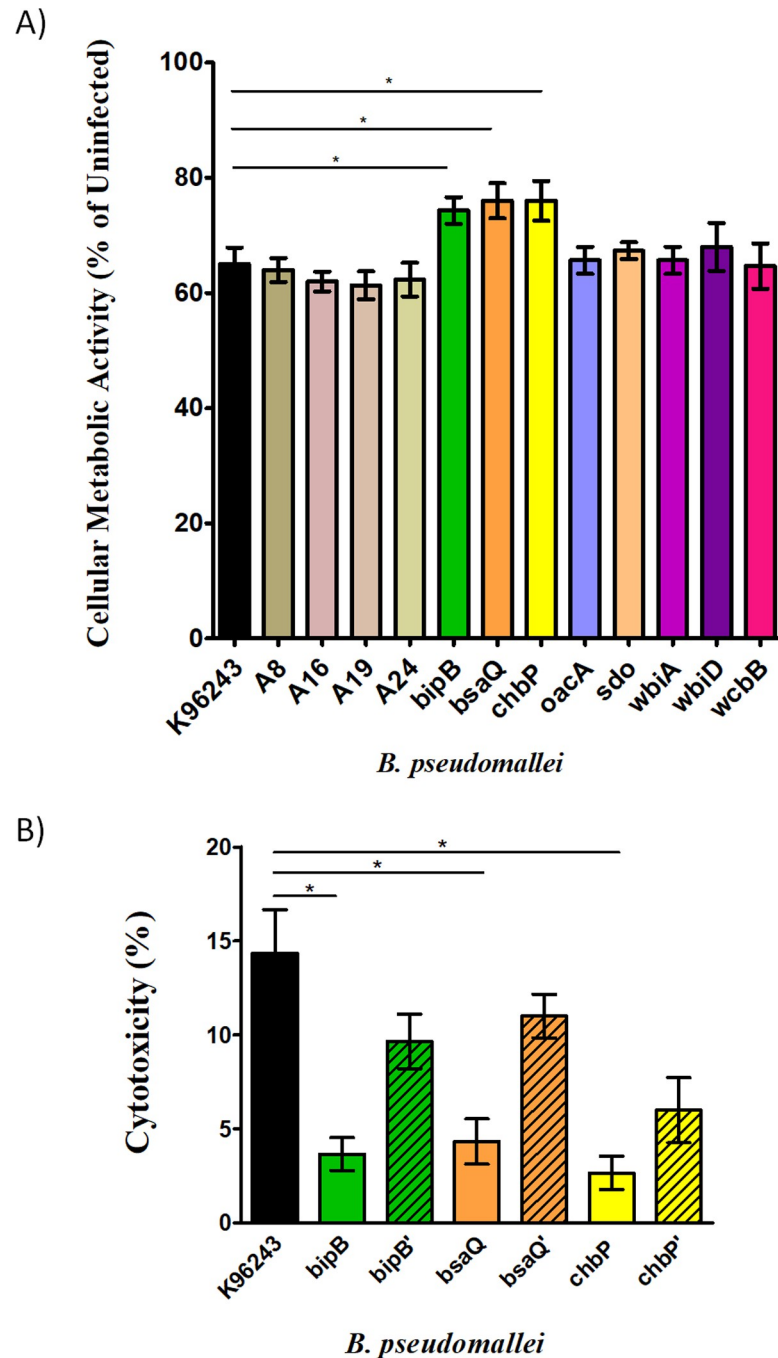 A)
Cellular Metabolic Activity (% of Uninfected)
100
80
60
40
20
0
*
*
*
K96243 A8 A16 A19 A24 bipB bsaQ chbP oacA sdo wbiA wbiD wcbB
B. pseudomallei
B)
Cytotoxicity (%)
20
15
10
5
0
*
*
*
K96243 bipB bipB' bsaQ bsaQ' chbP chbP'
B. pseudomallei